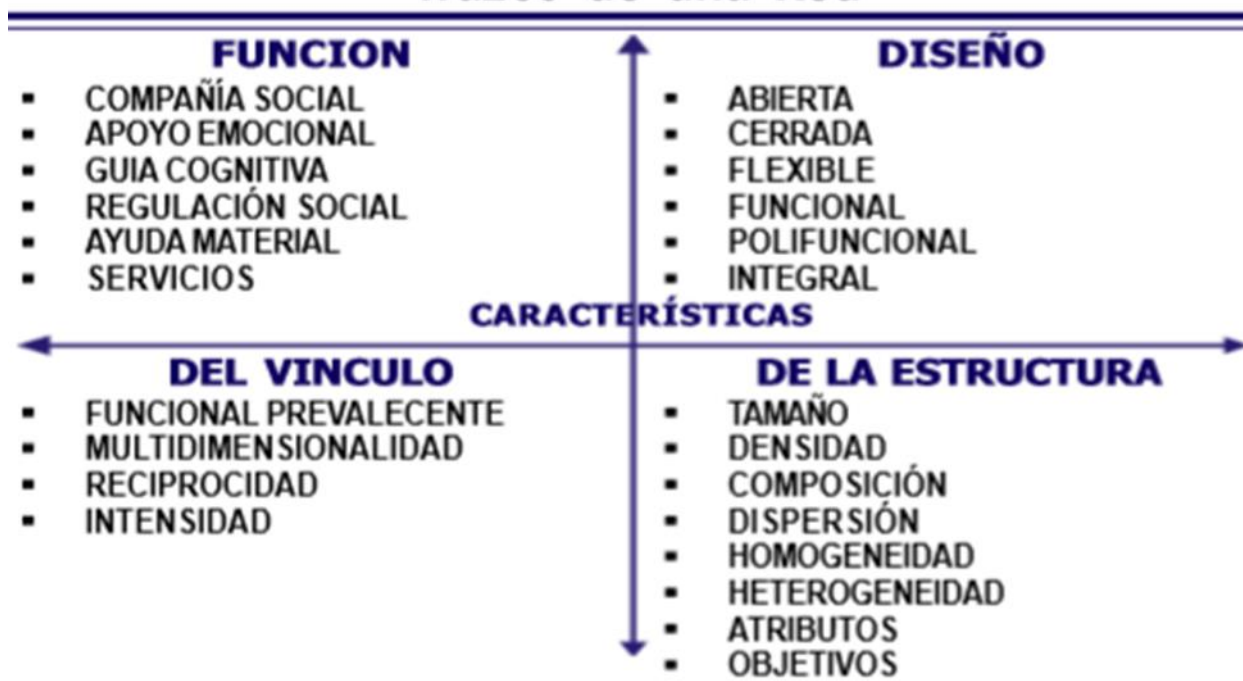 FUNCION
COMPAÑÍA SOCIAL
APOYO EMOCIONAL
GUIA COGNITIVA
REGULACIÓN SOCIAL
AYUDA MATERIAL
SERVICIOS
DISEÑO
ABIERTA
CERRADA
FLEXIBLE
FUNCIONAL
POLIFUNCIONAL
INTEGRAL
CARACTERÍSTICAS
DEL VINCULO
FUNCIONAL PREVALECENTE
MULTIDIMENSIONALIDAD
RECIPROCIDAD
INTENSIDAD
DE LA ESTRUCTURA
TAMAÑO
DENSIDAD
COMPOSICIÓN
DISPERSIÓN
HOMOGENEIDAD
HETEROGENEIDAD
ATRIBUTOS
OBJETIVOS